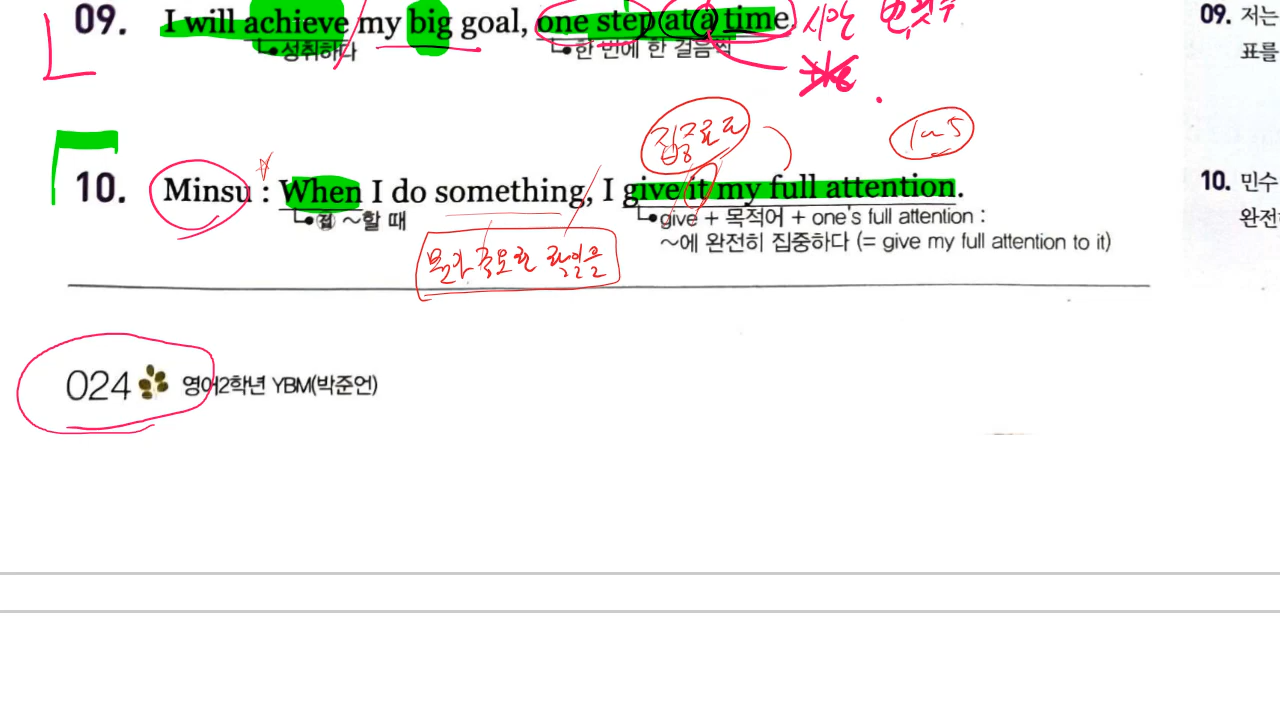 09. I will achieve my big goal, one step at a time.
성취하다 한 번에 한 걸음씩
시간
집중토론
1~5
10. Minsu : When I do something, I give it my full attention.
접 ~할 때
give + 목적어 + one's full attention :
~에 완전히 집중하다 (= give my full attention to it)
024 영어2학년 YBM(박준언)
09. 저는
표를
10. 민수
완전